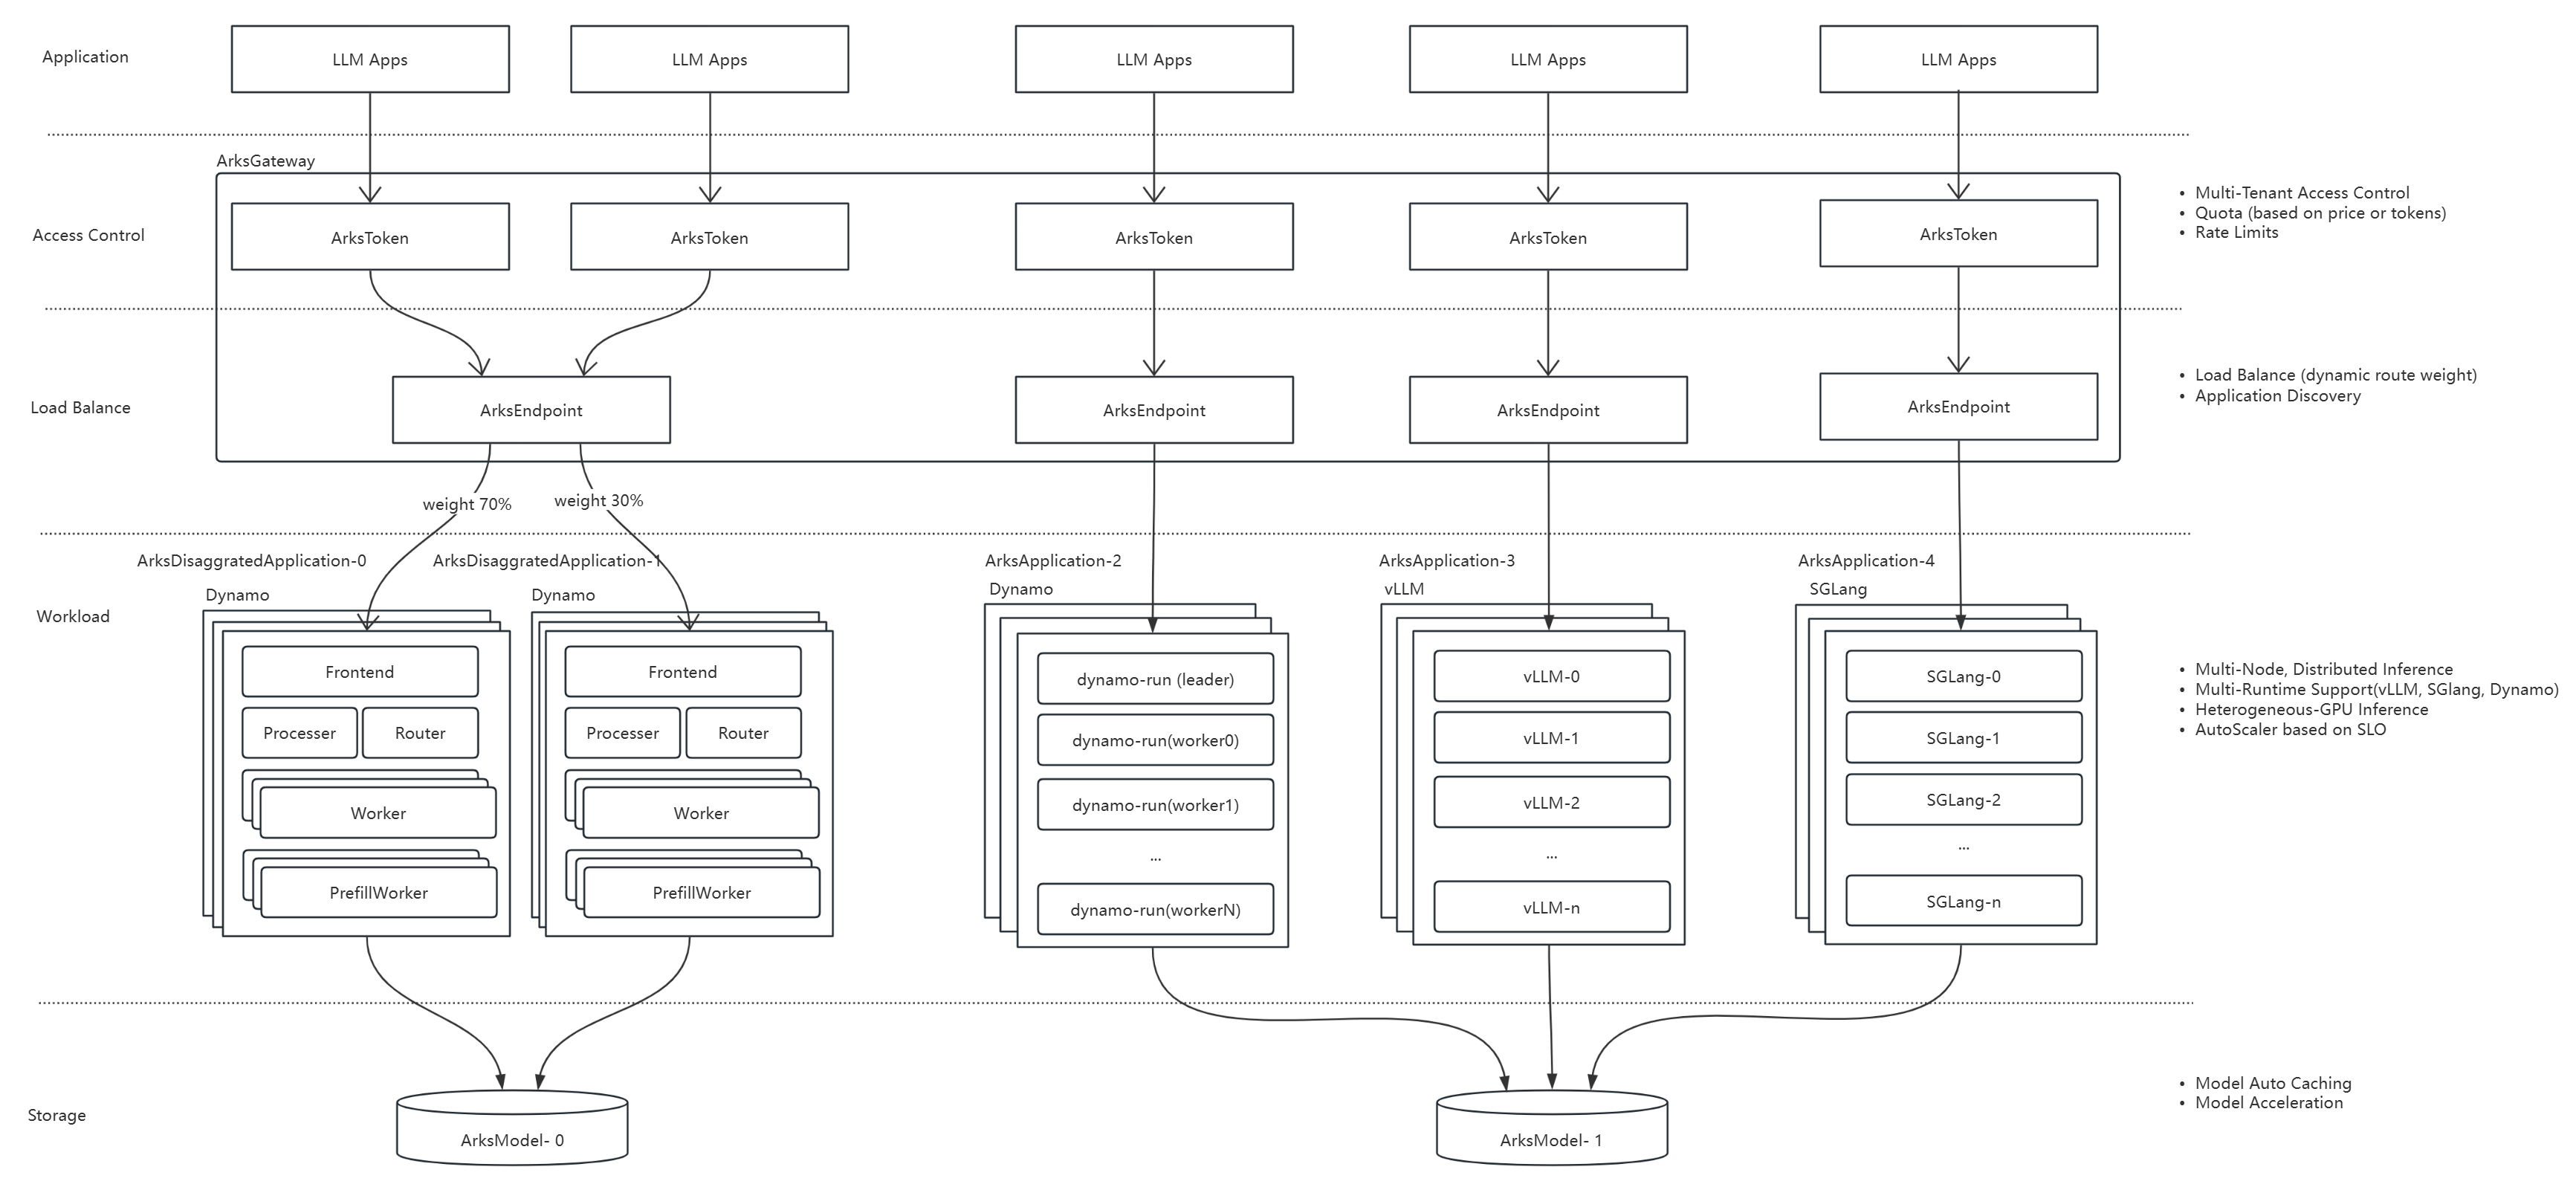 Application
LLM Apps
LLM Apps
LLM Apps
LLM Apps
LLM Apps
ArksGateway
Access Control
ArksToken
ArksToken
ArksToken
ArksToken
ArksToken
• Multi-Tenant Access Control
• Quota (based on price or tokens)
• Rate Limits
Load Balance
ArksEndpoint
ArksEndpoint
ArksEndpoint
ArksEndpoint
• Load Balance (dynamic route weight)
• Application Discovery
weight 70%
weight 30%
Workload
ArksDisaggratedApplication-0
Dynamo
Frontend
Processer
Router
Worker
PrefillWorker
ArksDisaggratedApplication-1
Dynamo
Frontend
Processer
Router
Worker
PrefillWorker
ArksApplication-2
Dynamo
dynamo-run (leader)
dynamo-run(worker0)
dynamo-run(worker1)
...
dynamo-run(workerN)
ArksApplication-3
vLLM
vLLM-0
vLLM-1
vLLM-2
...
vLLM-n
ArksApplication-4
SGLang
SGLang-0
SGLang-1
SGLang-2
...
SGLang-n
• Multi-Node, Distributed Inference
• Multi-Runtime Support(vLLM, SGlang, Dynamo)
• Heterogeneous-GPU Inference
• AutoScaler based on SLO
Storage
ArksModel- 0
ArksModel- 1
• Model Auto Caching
• Model Acceleration